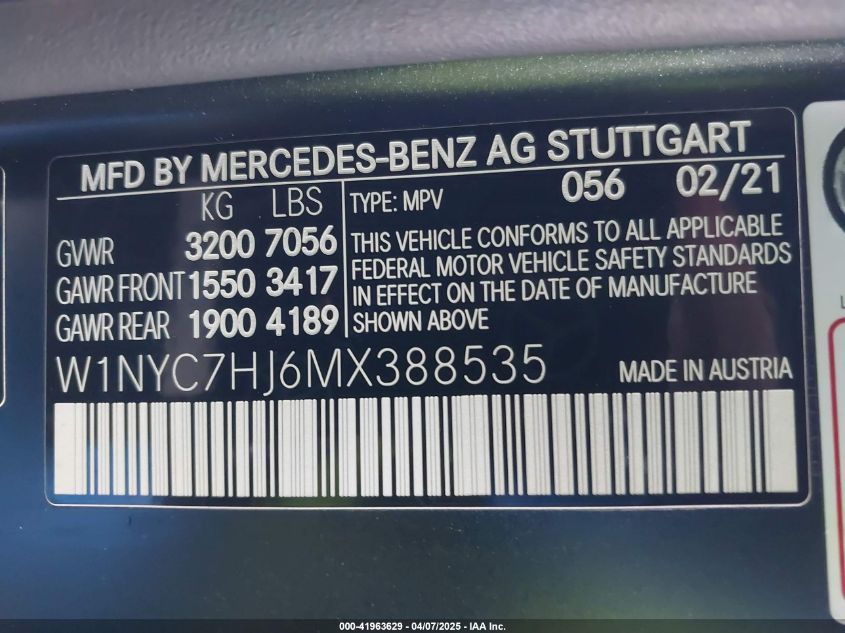 MFD BY MERCEDES-BENZ AG STUTTGART
KG LBS
GVWR 3200 7056
GAWR FRONT 1550 3417
GAWR REAR 1900 4189
TYPE: MPV 056 02/21
THIS VEHICLE CONFORMS TO ALL APPLICABLE
FEDERAL MOTOR VEHICLE SAFETY STANDARDS
IN EFFECT ON THE DATE OF MANUFACTURE
SHOWN ABOVE
W1NYC7HJ6MX388535 MADE IN AUSTRIA
000-41963629 - 04/07/2025 - IAA Inc.